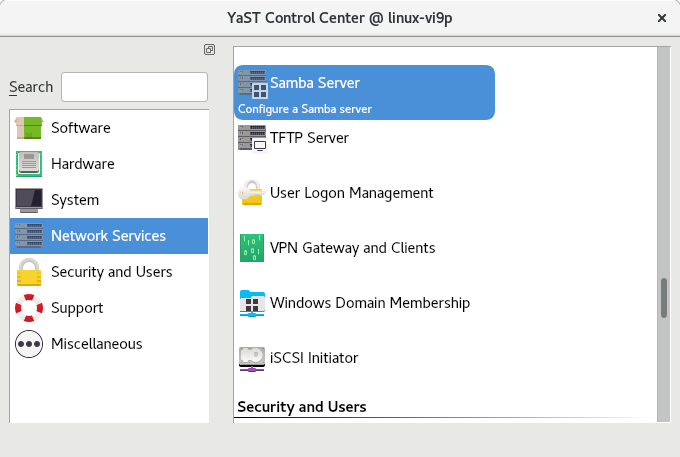 YaST Control Center @ linux-vi9p
Search
Software
Hardware
System
Network Services
Security and Users
Support
Miscellaneous
Samba Server
Configure a Samba server
TFTP Server
User Logon Management
VPN Gateway and Clients
Windows Domain Membership
iSCSI Initiator
Security and Users